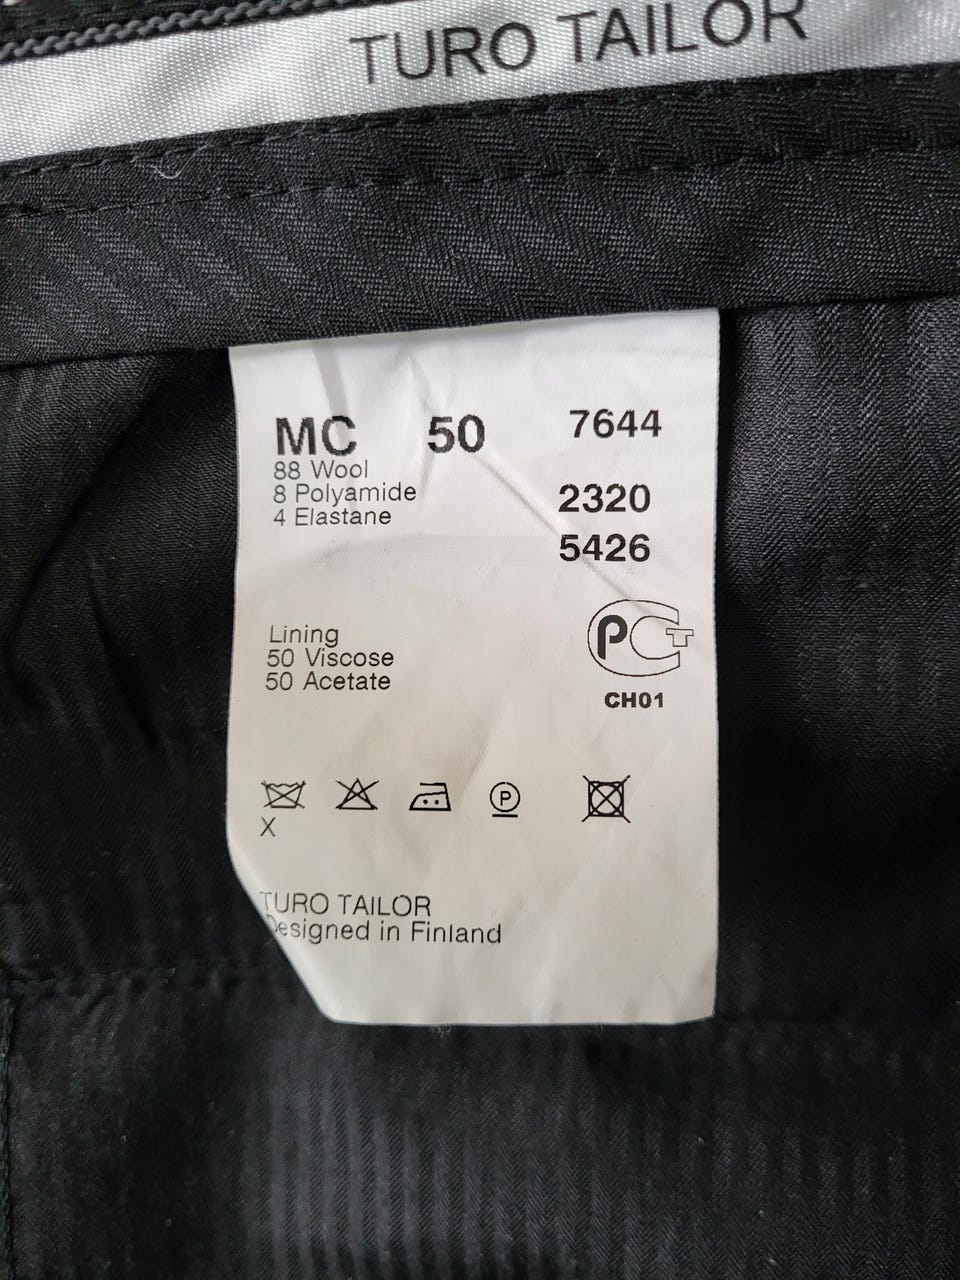 TURO TAILOR
MC 50 7644
88 Wool
8 Polyamide 2320
4 Elastane
5426
Lining
50 Viscose
50 Acetate
РСТ
CH01
P
X
TURO TAILOR
Designed in Finland